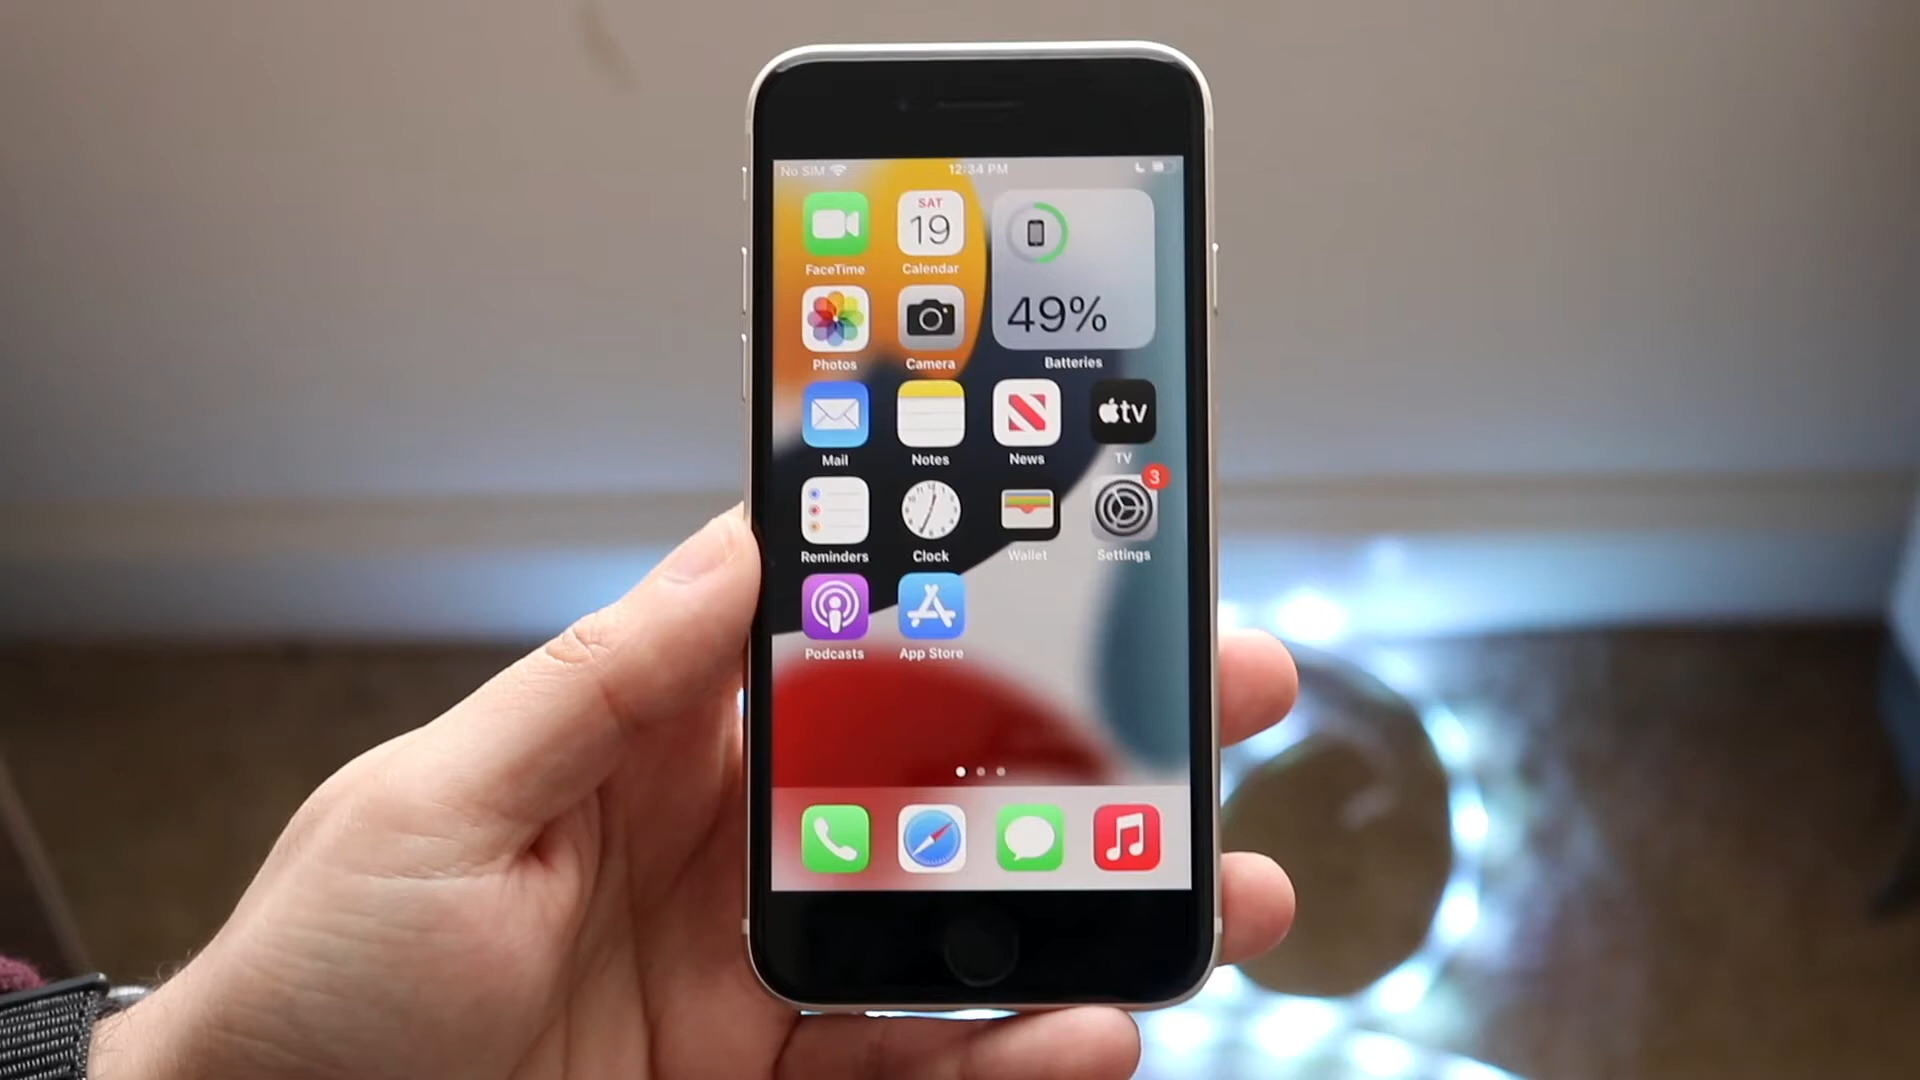 No SIM 12:34 PM
SAT
19
49%
FaceTime Calendar
Photos Camera Batteries
tv
Mail Notes News TV
3
Reminders Clock Wallet Settings
Podcasts App Store